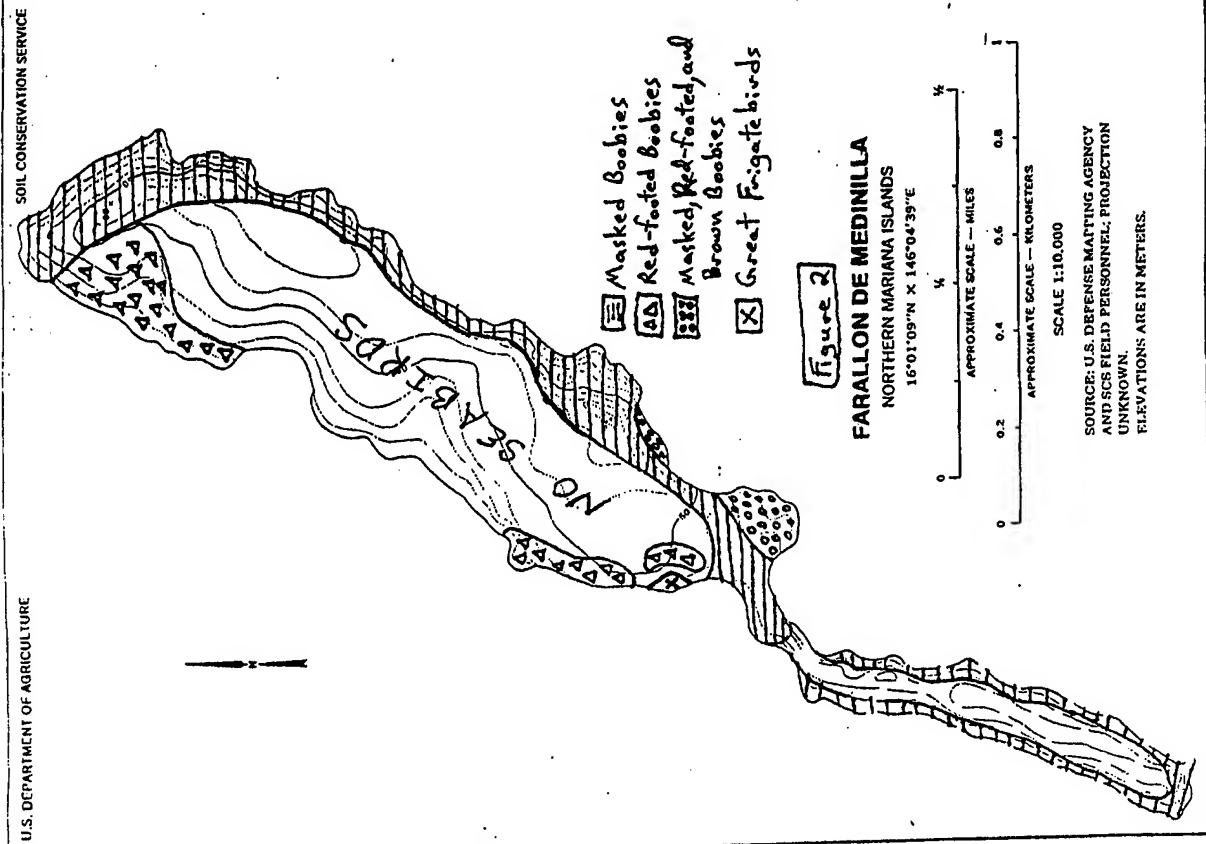 U.S. DEPARTMENT OF AGRICULTURE
SOIL CONSERVATION SERVICE
NO SEABIRDS
50
Masked Boobies
Red-footed Boobies
Masked, Red-footed, and
Brown Boobies
X Great Frigatebirds
X
Figure 2
FARALLON DE MEDINILLA
NORTHERN MARIANA ISLANDS
16°01'09"N X 146°04'39"E
0 ¼ ½
APPROXIMATE SCALE — MILES
0 0.2 0.4 0.6 0.8 1
APPROXIMATE SCALE — KILOMETERS
SCALE 1:10,000
SOURCE: U.S. DEFENSE MAPPING AGENCY
AND SCS FIELD PERSONNEL; PROJECTION
UNKNOWN.
ELEVATIONS ARE IN METERS.
N